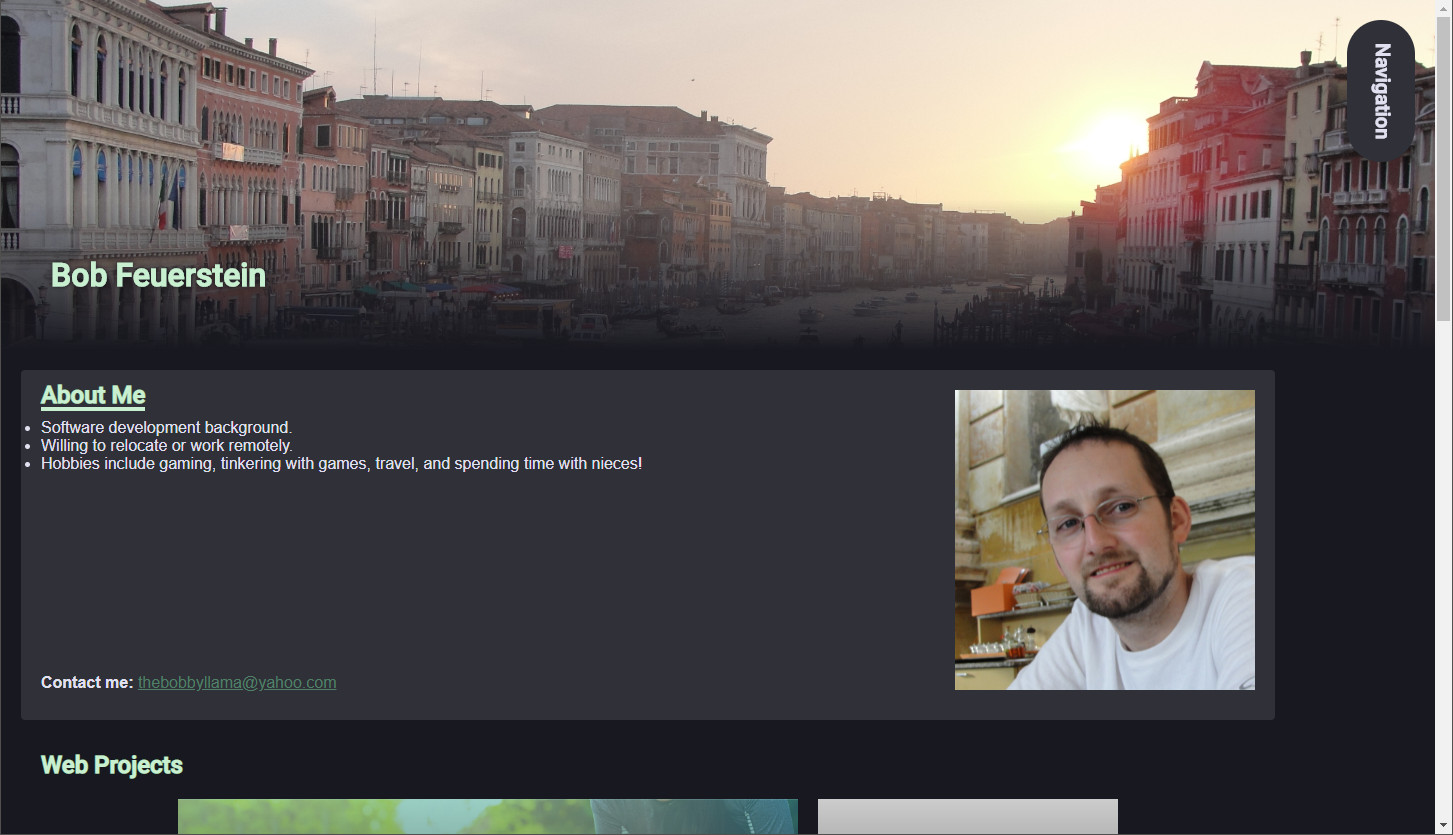 Navigation
Bob Feuerstein
About Me
Software development background.
Willing to relocate or work remotely.
Hobbies include gaming, tinkering with games, travel, and spending time with nieces!
Contact me: thebobbyllama@yahoo.com
Web Projects